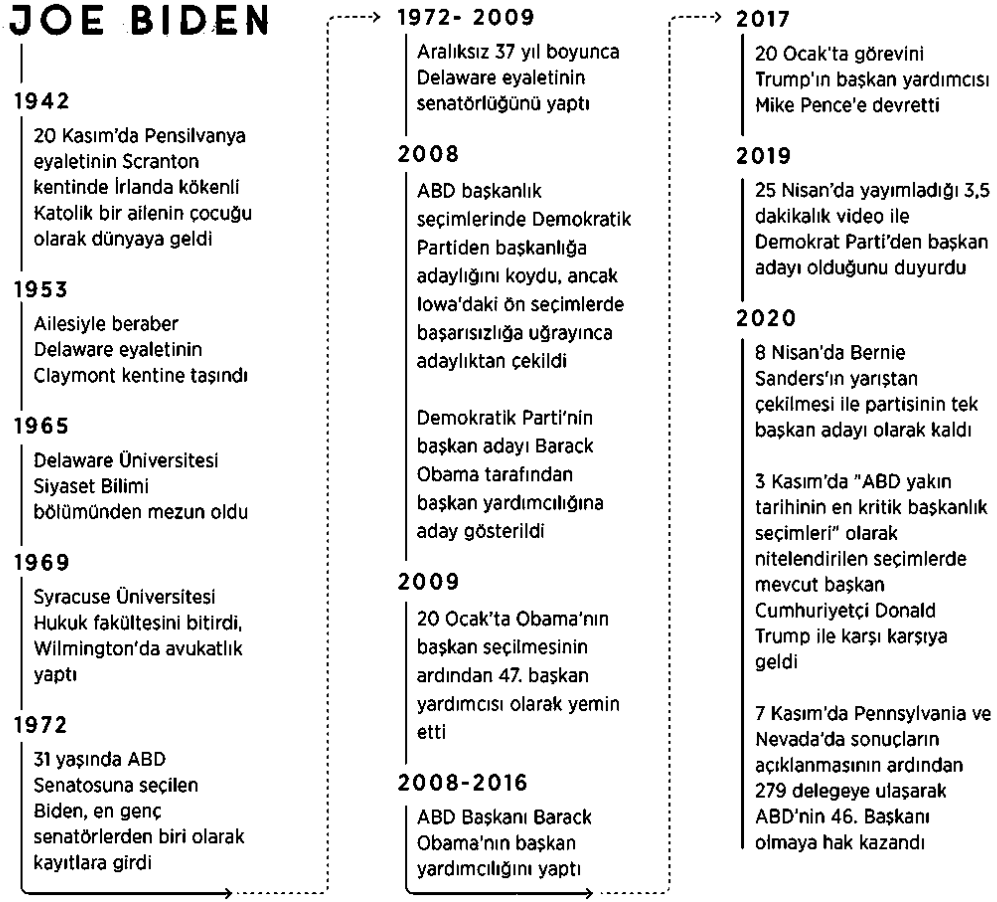 JOE BIDEN
1942
20 Kasım'da Pensilvanya
eyaletinin Scranton
kentinde İrlanda kökenli
Katolik bir ailenin çocuğu
olarak dünyaya geldi
1953
Ailesiyle beraber
Delaware eyaletinin
Claymont kentine taşındı
1965
Delaware Üniversitesi
Siyaset Bilimi
bölümünden mezun oldu
1969
Syracuse Üniversitesi
Hukuk fakültesini bitirdi,
Wilmington'da avukatlık
yaptı
1972
31 yaşında ABD
Senatosuna seçilen
Biden, en genç
senatörlerden biri olarak
kayıtlara girdi
1972- 2009
Aralıksız 37 yıl boyunca
Delaware eyaletinin
senatörlüğünü yaptı
2008
ABD başkanlık
seçimlerinde Demokratik
Partiden başkanlığa
adaylığını koydu, ancak
Iowa'daki ön seçimlerde
başarısızlığa uğrayınca
adaylıktan çekildi
Demokratik Parti'nin
başkan adayı Barack
Obama tarafından
başkan yardımcılığına
aday gösterildi
2009
20 Ocak'ta Obama'nın
başkan seçilmesinin
ardından 47. başkan
yardımcısı olarak yemin
etti
2008-2016
ABD Başkanı Barack
Obama'nın başkan
yardımcılığını yaptı
2017
20 Ocak'ta görevini
Trump'ın başkan yardımcısı
Mike Pence'e devretti
2019
25 Nisan'da yayımladığı 3,5
dakikalık video ile
Demokrat Parti'den başkan
adayı olduğunu duyurdu
2020
8 Nisan'da Bernie
Sanders'ın yarıştan
çekilmesi ile partisinin tek
başkan adayı olarak kaldı
3 Kasım'da "ABD yakın
tarihinin en kritik başkanlık
seçimleri" olarak
nitelendirilen seçimlerde
mevcut başkan
Cumhuriyetçi Donald
Trump ile karşı karşıya
geldi
7 Kasım'da Pennsylvania ve
Nevada'da sonuçların
açıklanmasının ardından
279 delegeye ulaşarak
ABD'nin 46. Başkanı
olmaya hak kazandı